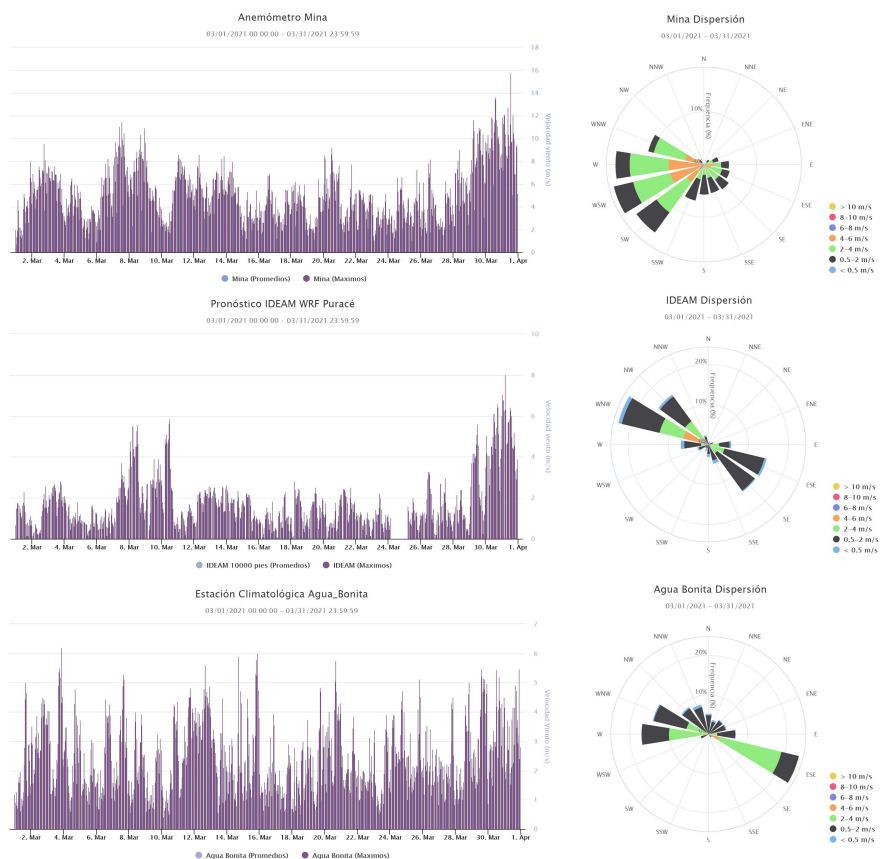 Anemómetro Mina
03/01/2021 00:00:00 - 03/31/2021 23:59:59
18
16
14
12
10
8
6
4
2
0
Velocidad viento (m/s)
2. Mar 4. Mar 6. Mar 8. Mar 10. Mar 12. Mar 14. Mar 16. Mar 18. Mar 20. Mar 22. Mar 24. Mar 26. Mar 28. Mar 30. Mar 1. Apr
Mina (Promedios) Mina (Maximos)
Mina Dispersión
03/01/2021 - 03/31/2021
N
NNE
NE
ENE
E
ESE
SE
SSE
S
SSW
SW
WSW
W
WNW
NW
NNW
10%
Frequencia (%)
> 10 m/s
8-10 m/s
6-8 m/s
4-6 m/s
2-4 m/s
0.5-2 m/s
< 0.5 m/s
Pronóstico IDEAM WRF Puracé
03/01/2021 00:00:00 - 03/31/2021 23:59:59
10
8
6
4
2
0
Velocidad viento (m/s)
2. Mar 4. Mar 6. Mar 8. Mar 10. Mar 12. Mar 14. Mar 16. Mar 18. Mar 20. Mar 22. Mar 24. Mar 26. Mar 28. Mar 30. Mar 1. Apr
IDEAM 10000 pies (Promedios) IDEAM (Maximos)
IDEAM Dispersión
03/01/2021 - 03/31/2021
N
NNE
NE
ENE
E
ESE
SE
SSE
S
SSW
SW
WSW
W
WNW
NW
NNW
20%
10%
Frequencia (%)
> 10 m/s
8-10 m/s
6-8 m/s
4-6 m/s
2-4 m/s
0.5-2 m/s
< 0.5 m/s
Estación Climatológica Agua_Bonita
03/01/2021 00:00:00 - 03/31/2021 23:59:59
7
6
5
4
3
2
1
0
Velocidad Viento (m/s)
2. Mar 4. Mar 6. Mar 8. Mar 10. Mar 12. Mar 14. Mar 16. Mar 18. Mar 20. Mar 22. Mar 24. Mar 26. Mar 28. Mar 30. Mar 1. Apr
Agua Bonita (Promedios) Agua Bonita (Maximos)
Agua Bonita Dispersión
03/01/2021 - 03/31/2021
N
NNE
NE
ENE
E
ESE
SE
SSE
S
SSW
SW
WSW
W
WNW
NW
NNW
20%
10%
Frequencia (%)
> 10 m/s
8-10 m/s
6-8 m/s
4-6 m/s
2-4 m/s
0.5-2 m/s
< 0.5 m/s